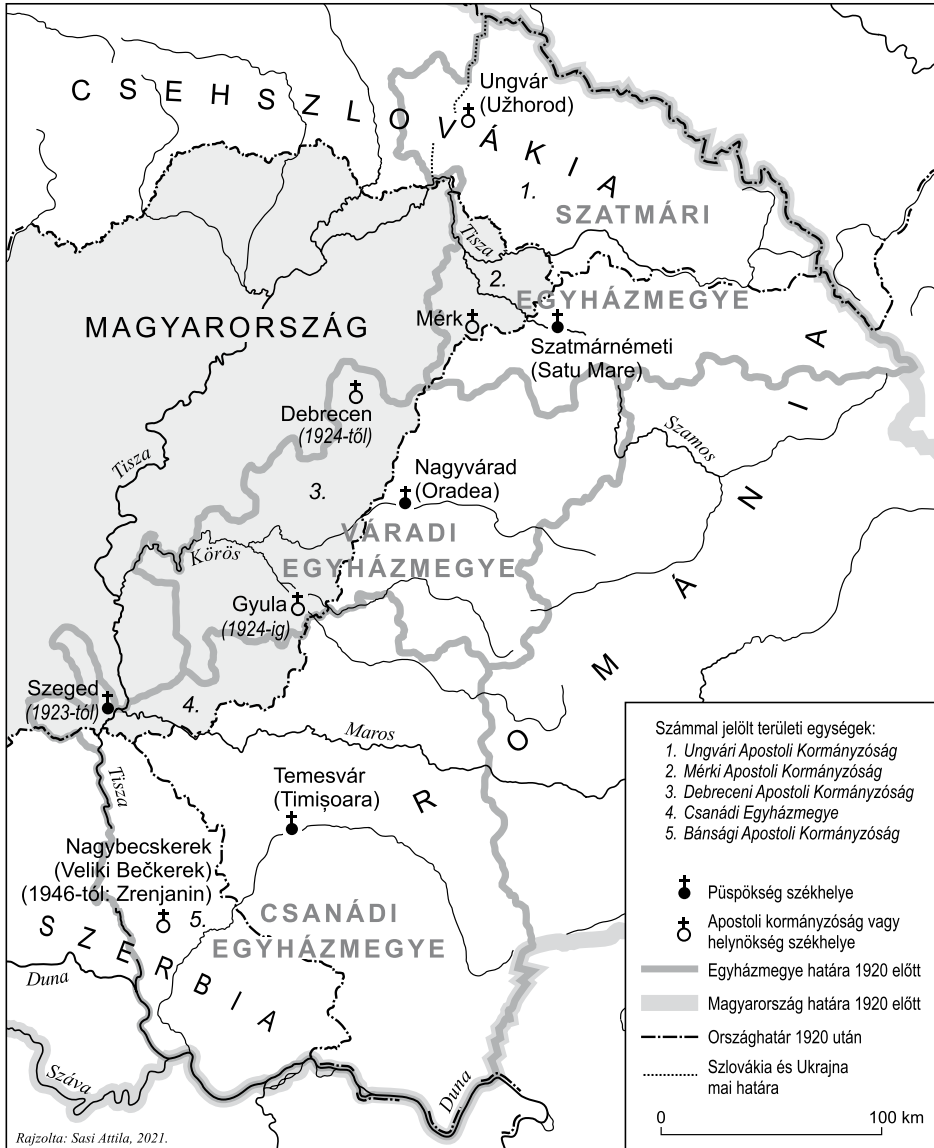 CSEHSZLOVÁKIA
Ungvár
(Užhorod)
1.
SZATMÁRI
EGYHÁZMEGYE
Tisza
2.
Mérk
Szatmárnémeti
(Satu Mare)
MAGYARORSZÁG
Debrecen
(1924-től)
Tisza
3.
Szamos
Nagyvárad
(Oradea)
VÁRADI
EGYHÁZMEGYE
Körös
Gyula
(1924-ig)
ROMÁNIA
Szeged
(1923-tól)
4.
Maros
Tisza
Temesvár
(Timișoara)
Nagybecskerek
(Veliki Bečkerek)
(1946-tól: Zrenjanin)
5.
CSANÁDI
EGYHÁZMEGYE
SZERBIA
Duna
Száva
Duna
Számmal jelölt területi egységek:
1. Ungvári Apostoli Kormányzóság
2. Mérki Apostoli Kormányzóság
3. Debreceni Apostoli Kormányzóság
4. Csanádi Egyházmegye
5. Bánsági Apostoli Kormányzóság
Püspökség székhelye
Apostoli kormányzóság vagy
helynökség székhelye
Egyházmegye határa 1920 előtt
Magyarország határa 1920 előtt
Országhatár 1920 után
Szlovákia és Ukrajna
mai határa
0 100 km
Rajzolta: Sasi Attila, 2021.